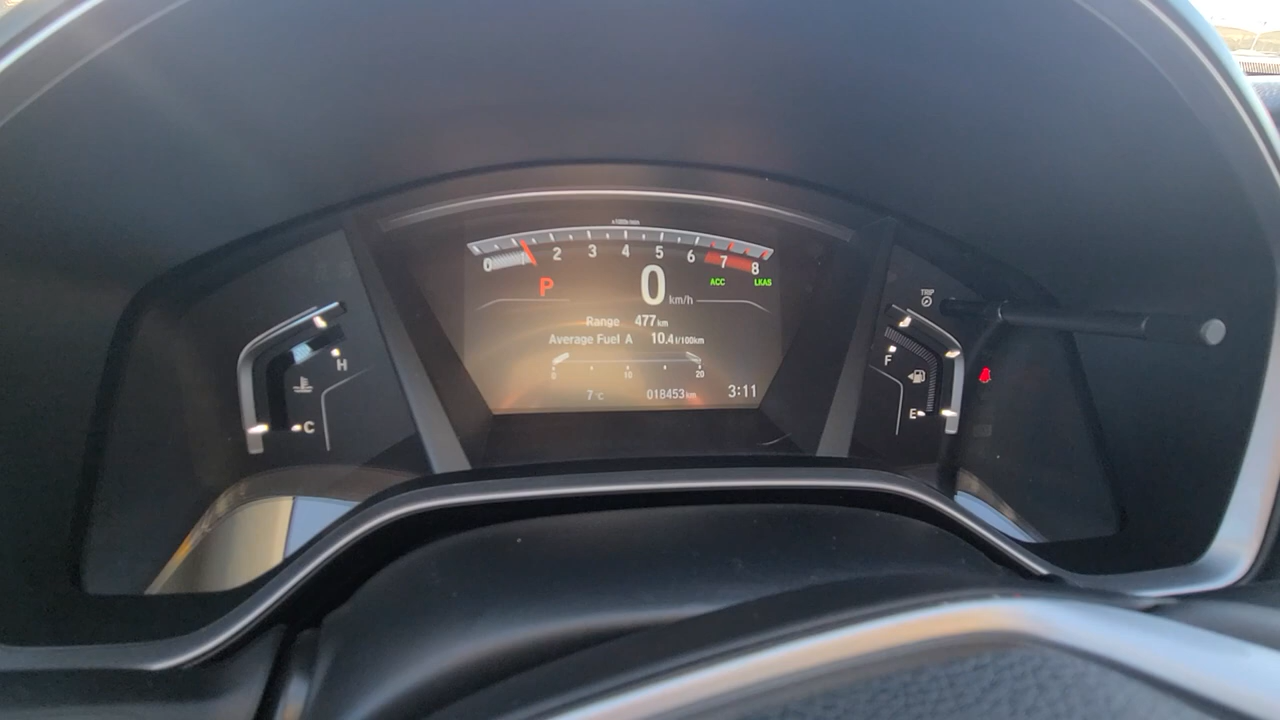 0 2 3 4 5 6 7 8
P 0 km/h ACC LKAS
TRIP
Range 477 km
Average Fuel A 10.4 l/100km
0 10 20
7 °C 018453 km 3:11
H
C
F
E